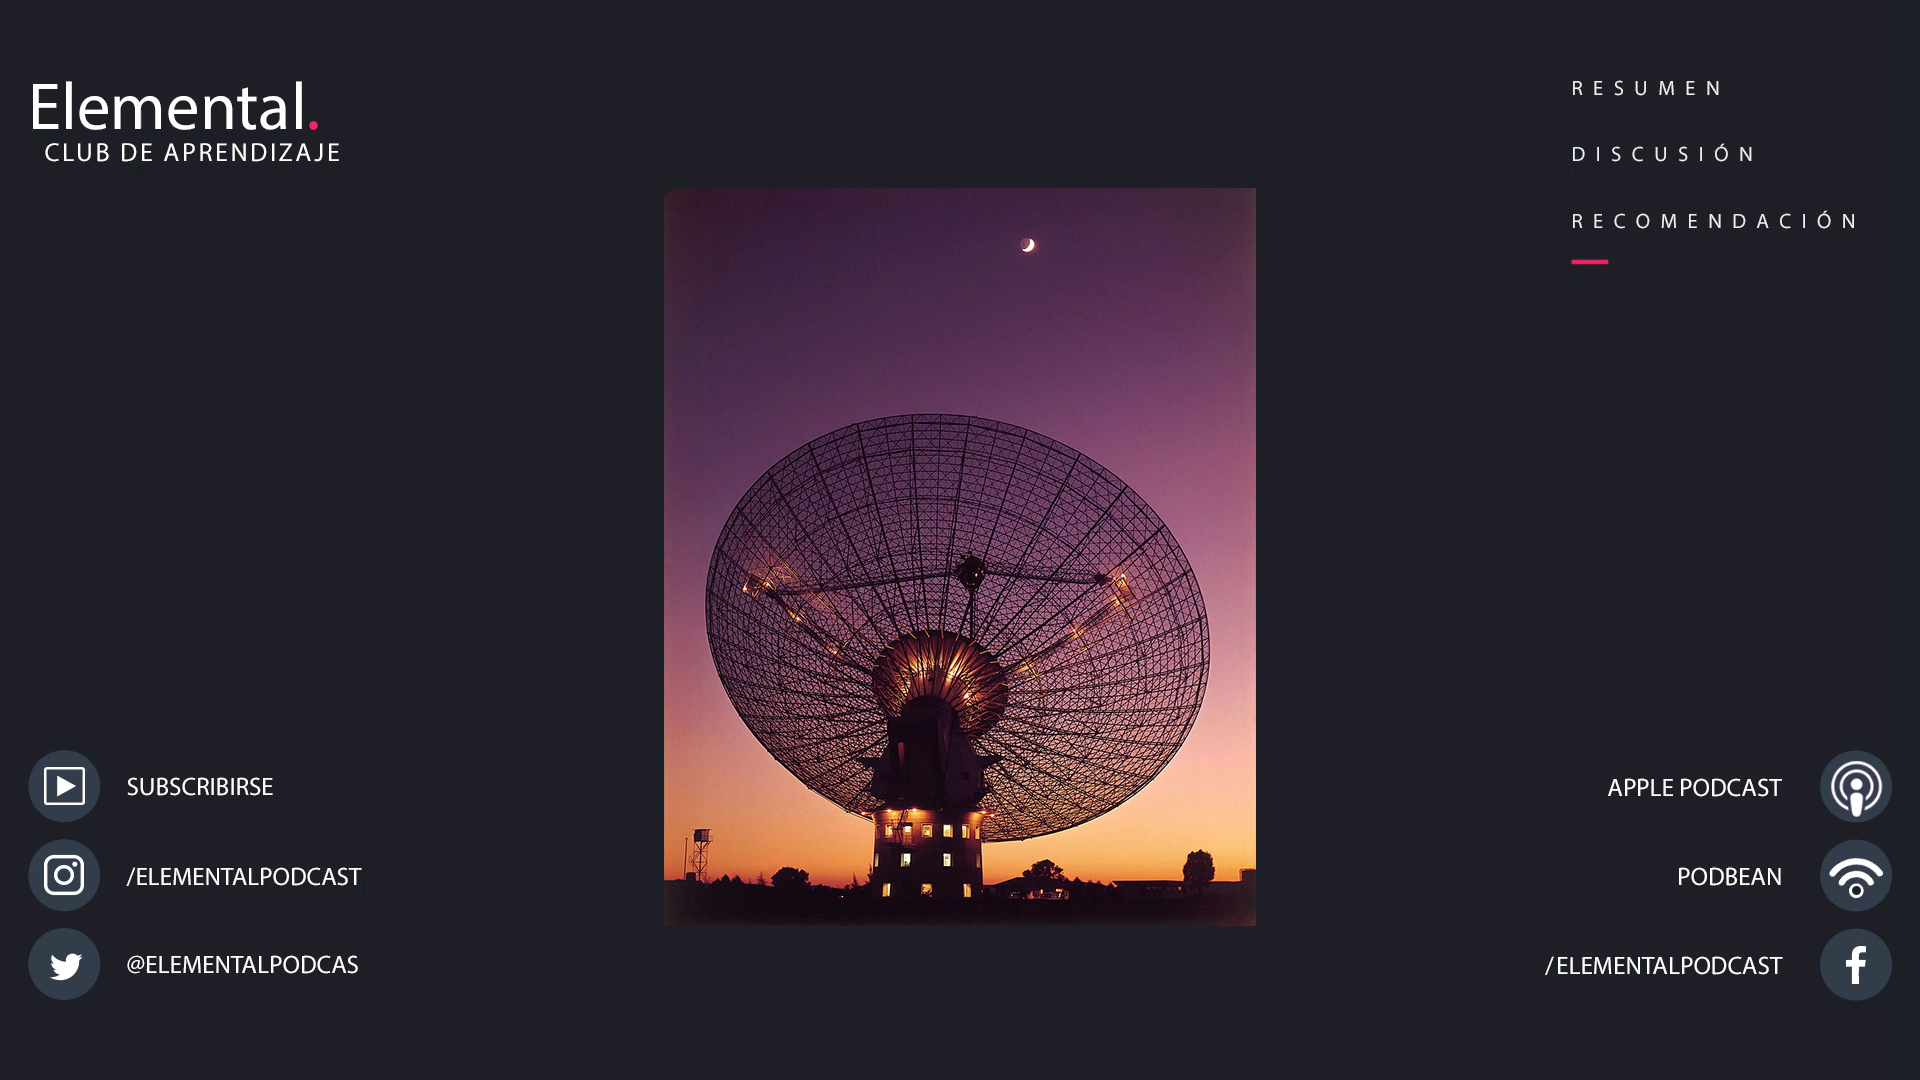 Elemental.
CLUB DE APRENDIZAJE
RESUMEN
DISCUSIÓN
RECOMENDACIÓN
SUBSCRIBIRSE
/ELEMENTALPODCAST
@ELEMENTALPODCAS
APPLE PODCAST
PODBEAN
/ELEMENTALPODCAST